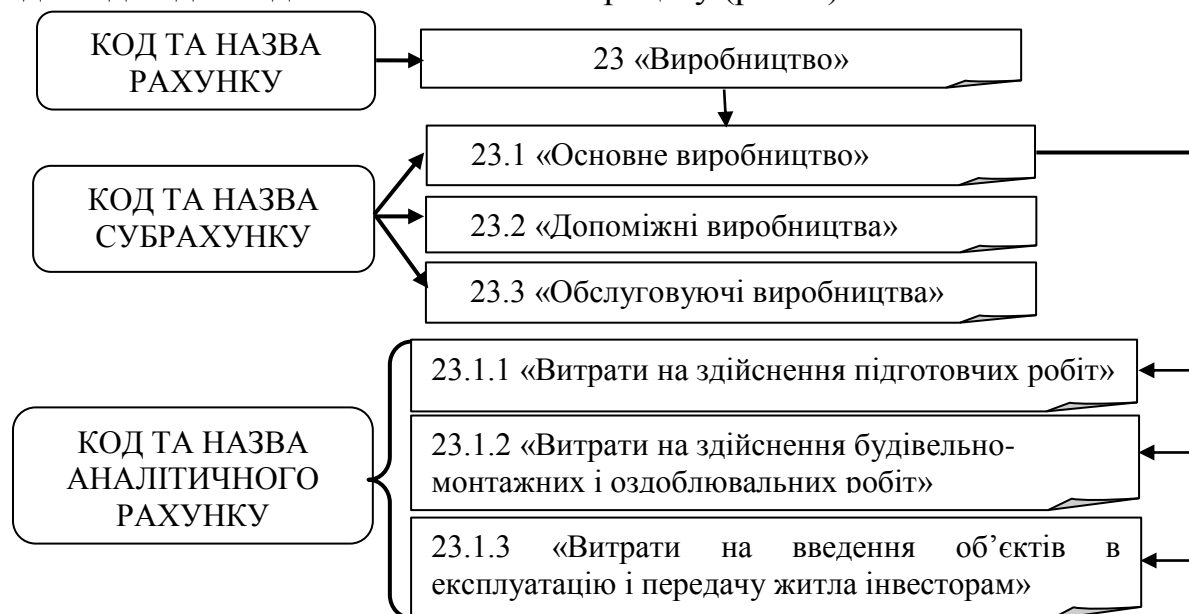 КОД ТА НАЗВА
РАХУНКУ
23 «Виробництво»
23.1 «Основне виробництво»
КОД ТА НАЗВА
СУБРАХУНКУ
23.2 «Допоміжні виробництва»
23.3 «Обслуговуючі виробництва»
23.1.1 «Витрати на здійснення підготовчих робіт»
КОД ТА НАЗВА
АНАЛІТИЧНОГО
РАХУНКУ
23.1.2 «Витрати на здійснення будівельно-
монтажних і оздоблювальних робіт»
23.1.3 «Витрати на введення об’єктів в
експлуатацію і передачу житла інвесторам»